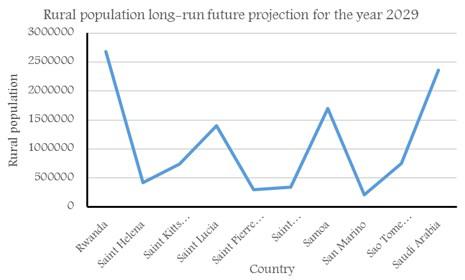 Rural population long-run future projection for the year 2029
3000000
2500000
2000000
1500000
1000000
500000
0
Rural population
Rwanda
Saint Helena
Saint Kitts…
Saint Lucia
Saint Pierre…
Saint…
Samoa
San Marino
Sao Tome…
Saudi Arabia
Country